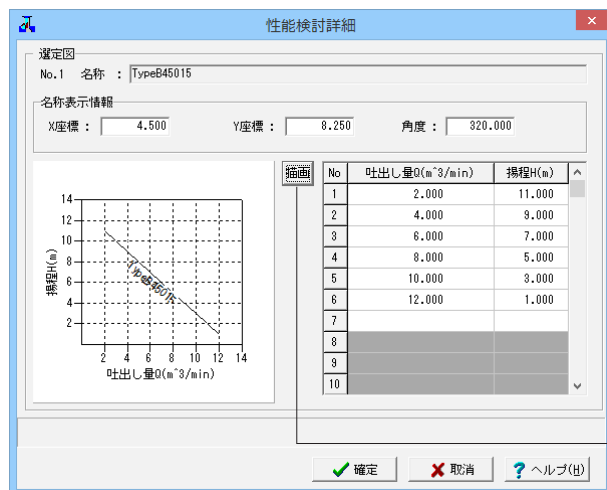 性能検討詳細
選定図
No.1 名称 : TypeB45015
名称表示情報
X座標 : 4.500 Y座標 : 8.250 角度 : 320.000
描画
14
12
10
8
6
4
2
揚程H(m)
TypeB45015
2 4 6 8 10 12 14
吐出し量Q(m^3/min)
No 吐出し量Q(m^3/min) 揚程H(m)
1 2.000 11.000
2 4.000 9.000
3 6.000 7.000
4 8.000 5.000
5 10.000 3.000
6 12.000 1.000
7
8
9
10
確定 取消 ヘルプ(H)